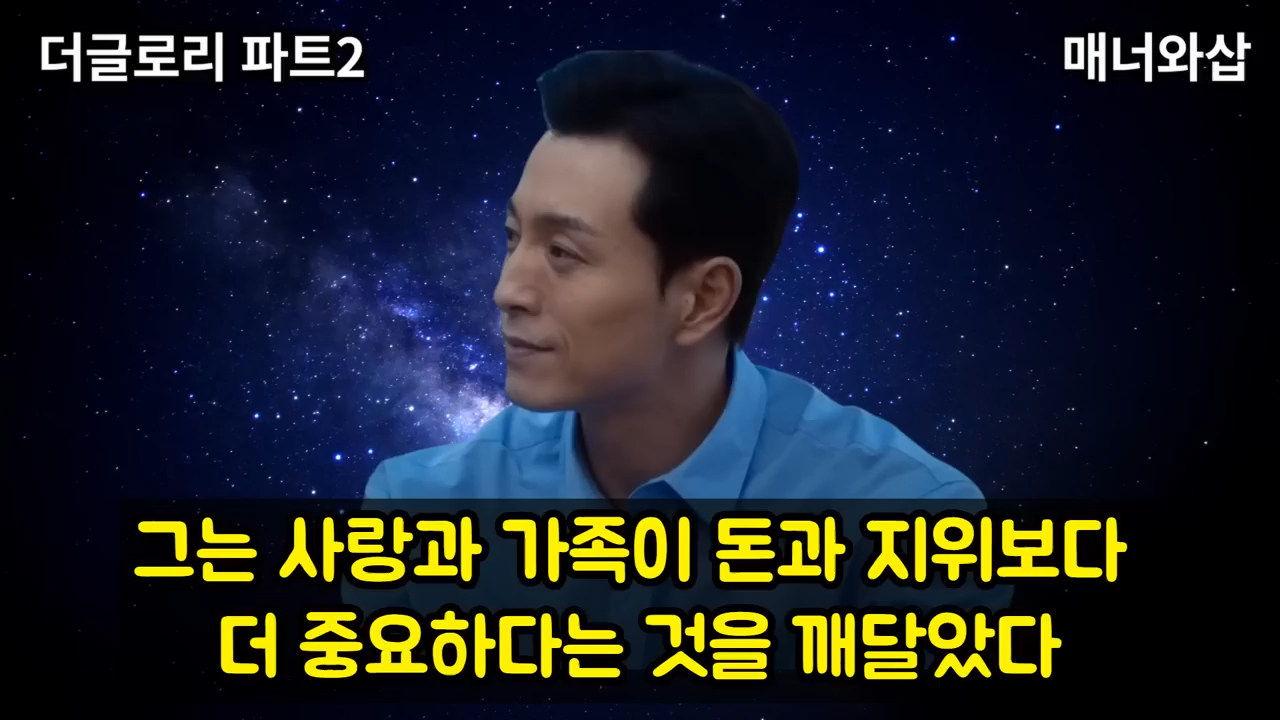 더글로리 파트2
매너와삽
그는 사랑과 가족이 돈과 지위보다
더 중요하다는 것을 깨달았다